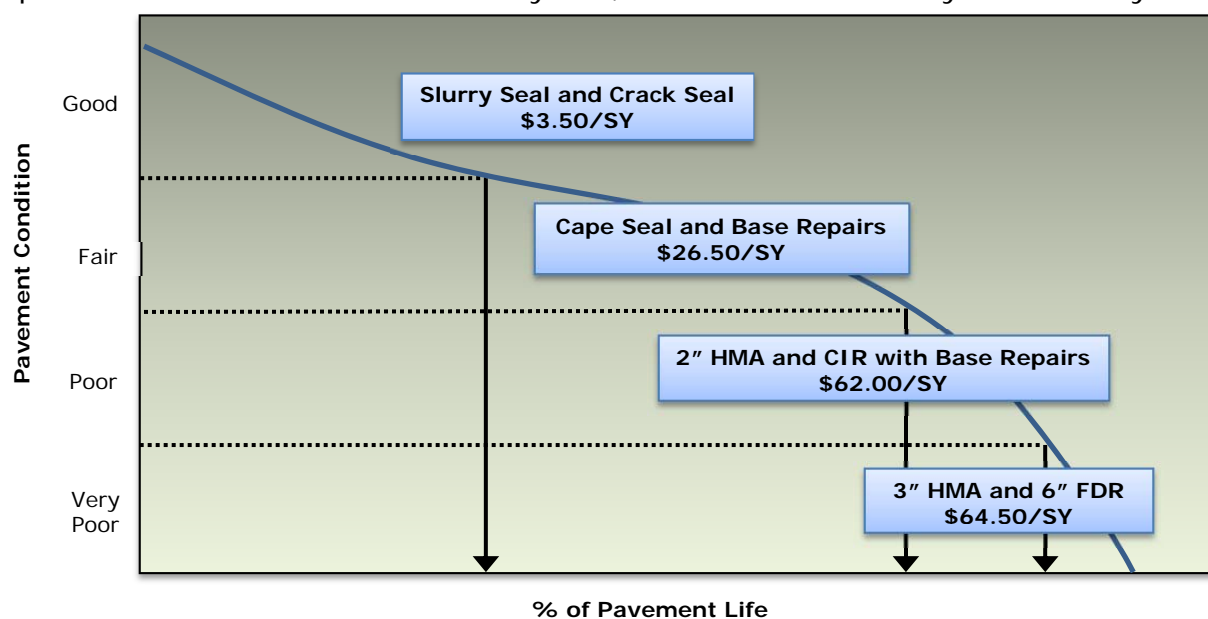 Good
Slurry Seal and Crack Seal
$3.50/SY
Pavement Condition
Cape Seal and Base Repairs
$26.50/SY
Fair
2” HMA and CIR with Base Repairs
$62.00/SY
Poor
3” HMA and 6” FDR
$64.50/SY
Very
Poor
% of Pavement Life